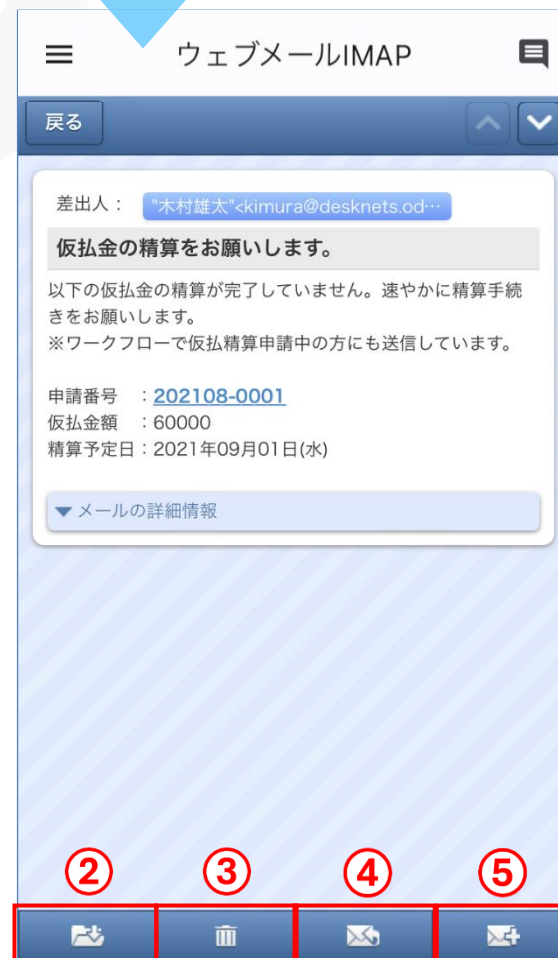 ウェブメールIMAP
戻る
差出人： "木村雄太"<kimura@desknets.od…
仮払金の精算をお願いします。
以下の仮払金の精算が完了していません。速やかに精算手続
きをお願いします。
※ワークフローで仮払精算申請中の方にも送信しています。
申請番号　：202108-0001
仮払金額　：60000
精算予定日：2021年09月01日(水)
▼メールの詳細情報
② ③ ④ ⑤